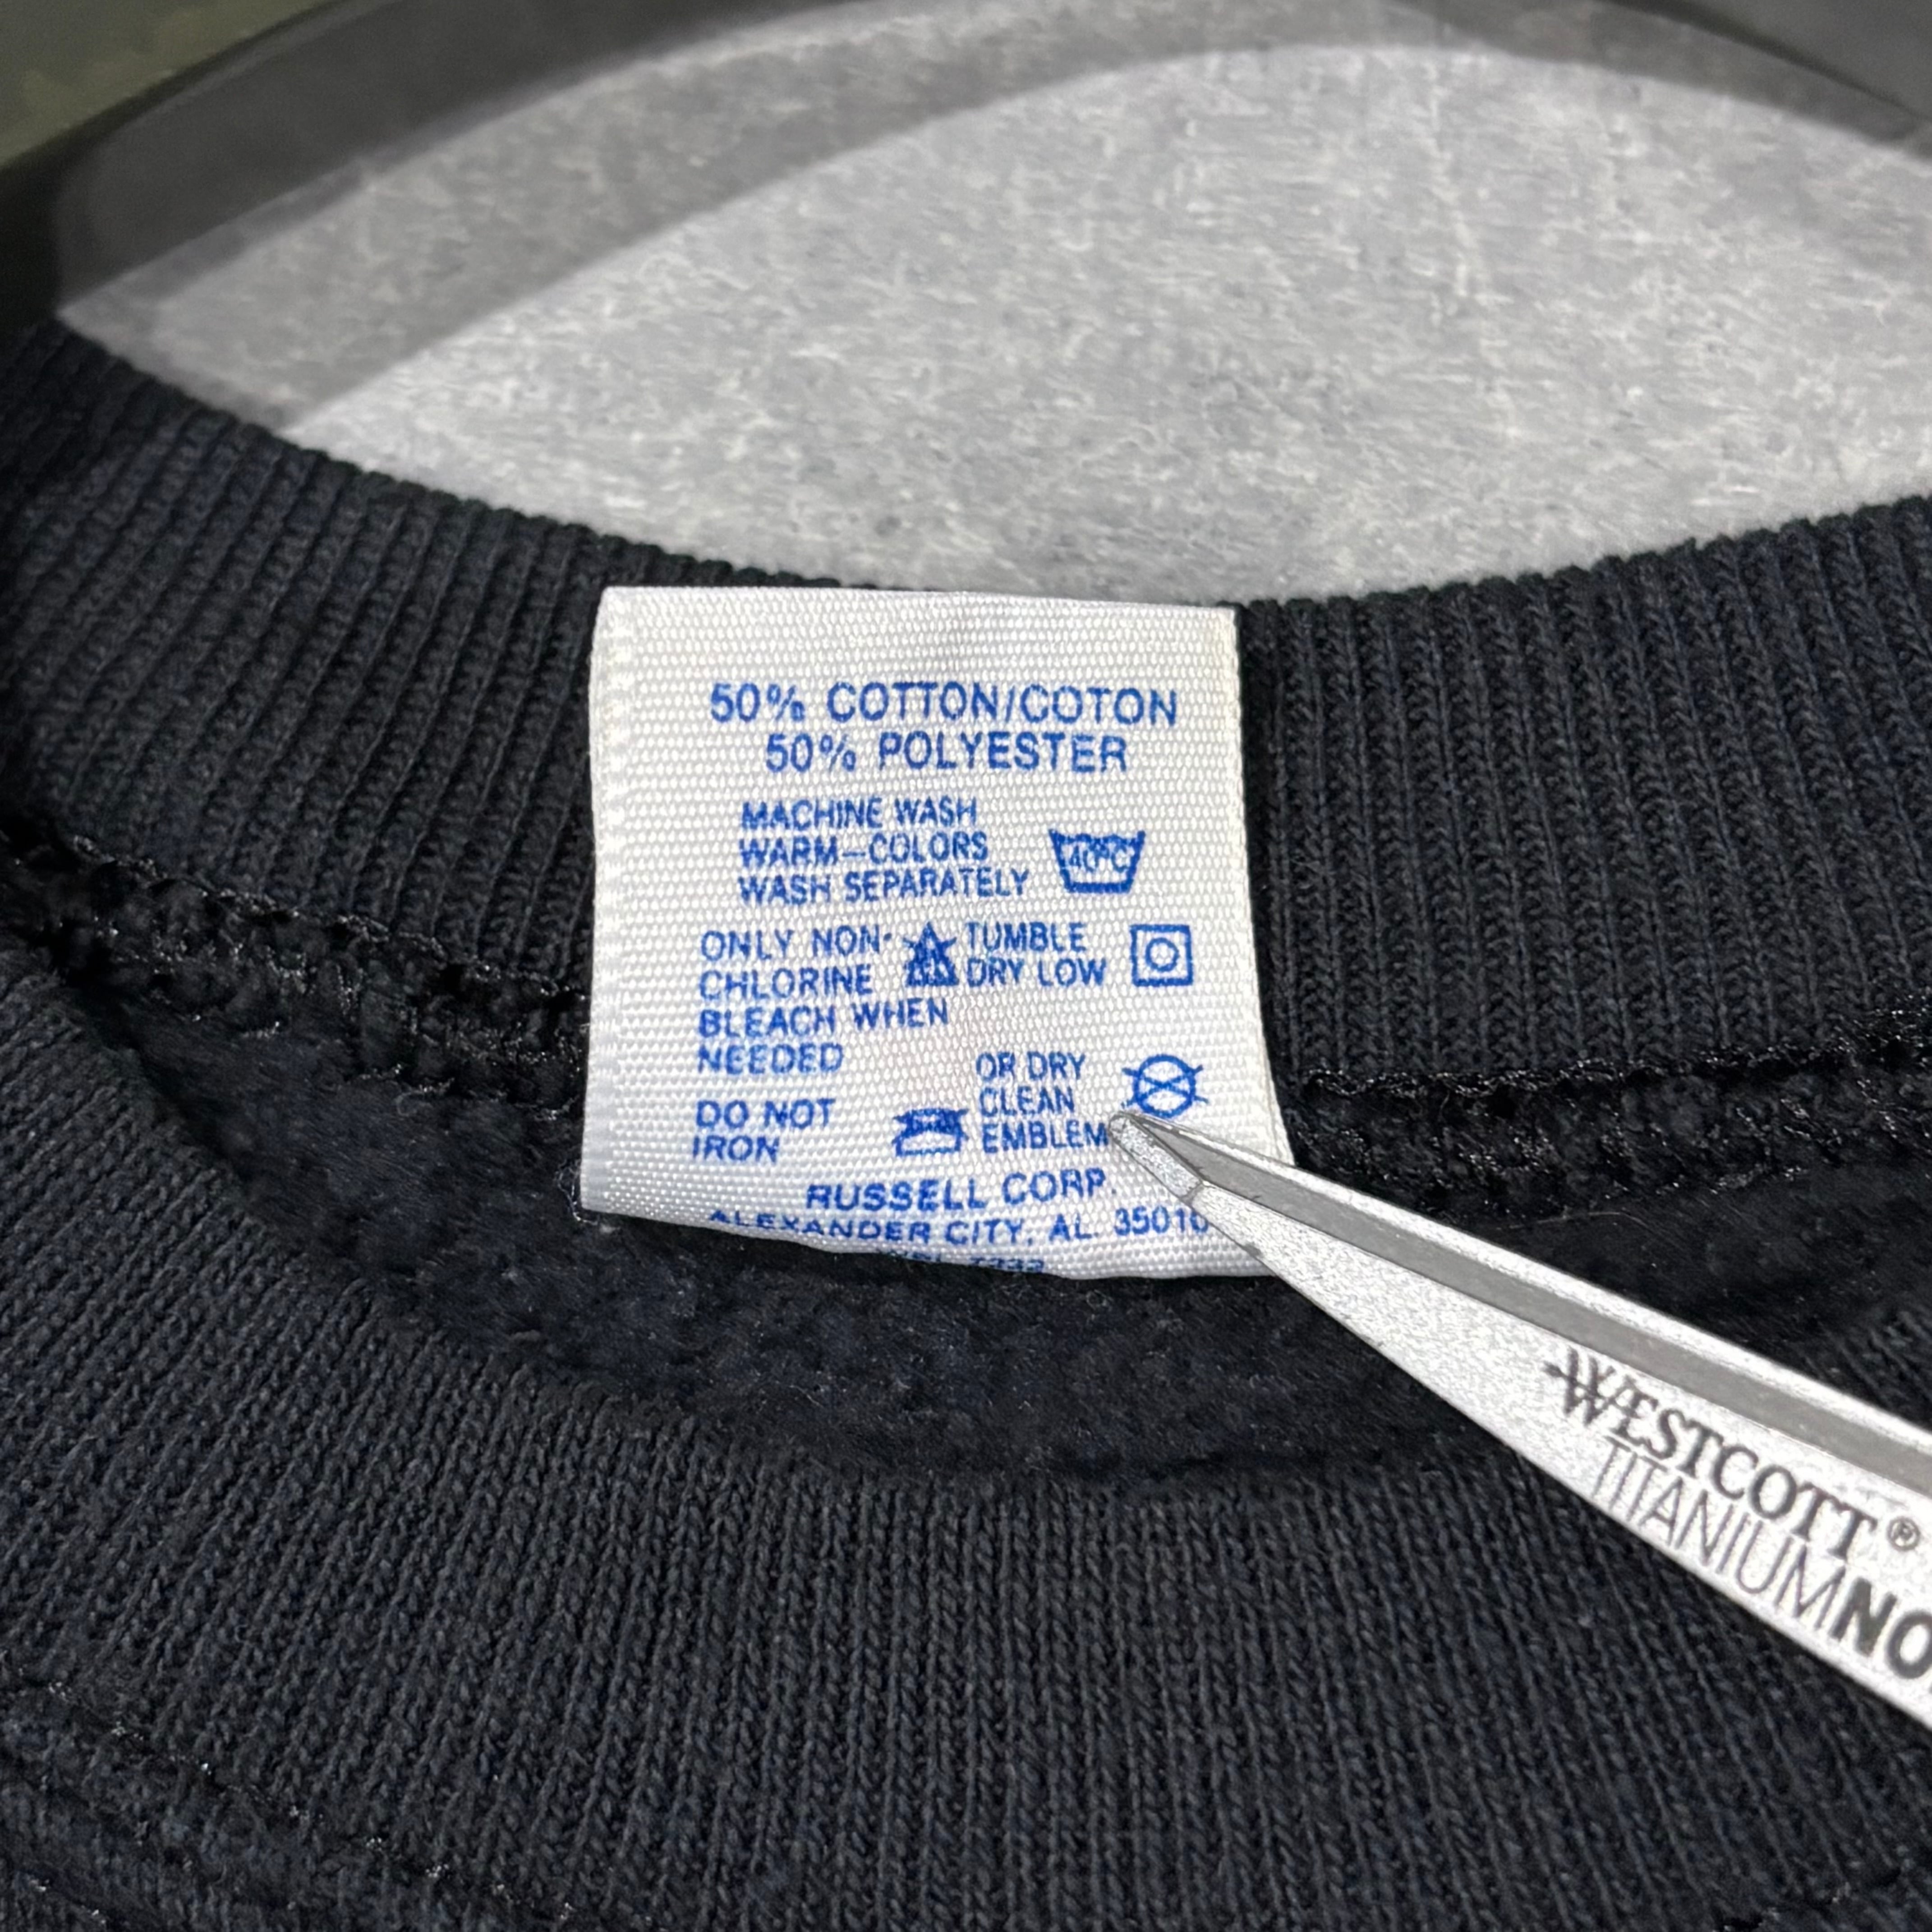 50% COTTON/COTON
50% POLYESTER
MACHINE WASH
WARM–COLORS
WASH SEPARATELY
40°C
ONLY NON-
CHLORINE
BLEACH WHEN
NEEDED
TUMBLE
DRY LOW
DO NOT
IRON
OR DRY
CLEAN
EMBLEM
RUSSELL CORP.
ALEXANDER CITY, AL. 35010
WESTCOTT®
TITANIUM